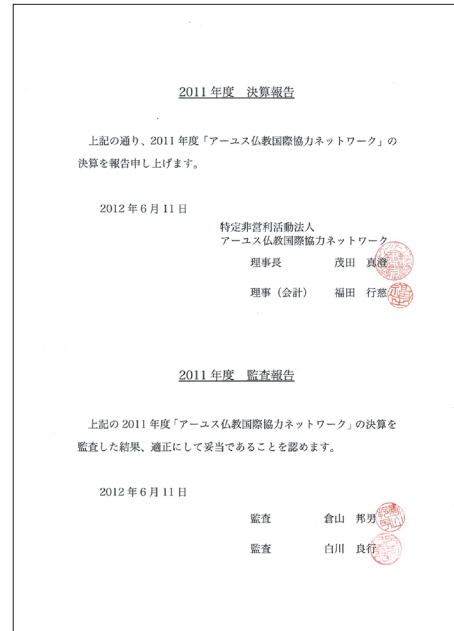 2011 年度　決算報告
上記の通り、2011 年度「アーユス仏教国際協力ネットワーク」の
決算を報告申し上げます。
2012 年 6 月 11 日
特定非営利活動法人
アーユス仏教国際協力ネットワーク
理事長　　　茂田　真澄
理事（会計）　　福田　行慈
2011 年度　監査報告
上記の 2011 年度「アーユス仏教国際協力ネットワーク」の決算を
監査した結果、適正にして妥当であることを認めます。
2012 年 6 月 11 日
監査　　　倉山　邦男
監査　　　白川　良行